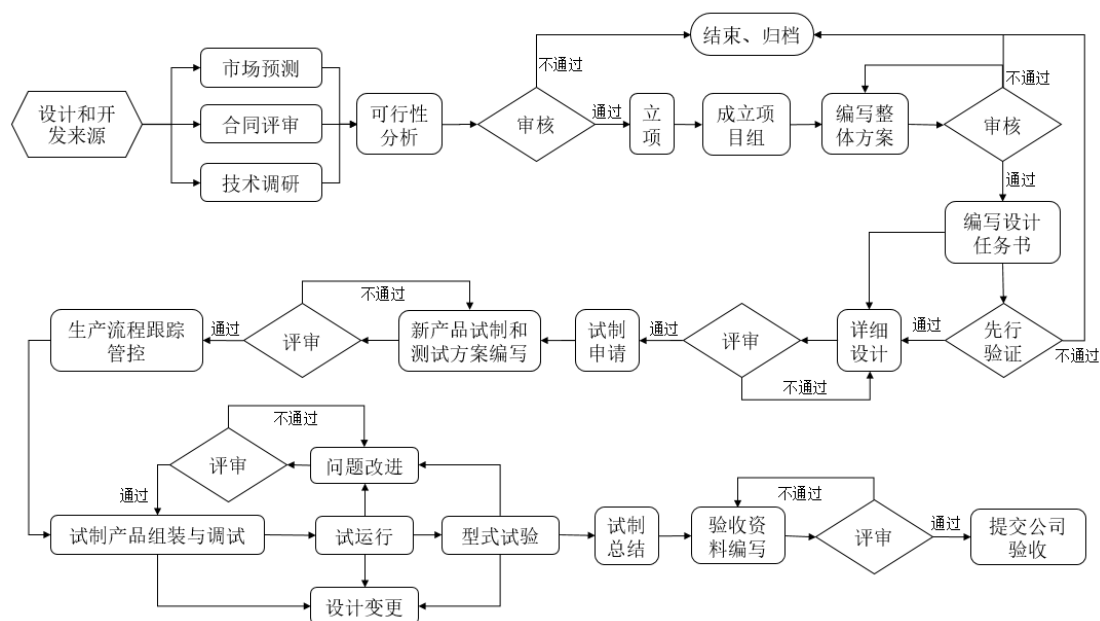 结束、归档
不通过
不通过
市场预测
设计和开
发来源
合同评审
可行性
分析
审核
通过
立
项
成立项
目组
编写整
体方案
审核
技术调研
通过
编写设计
任务书
不通过
生产流程跟踪
管控
通过
评审
新产品试制和
测试方案编写
试制
申请
通过
评审
详细
设计
通过
先行
验证
不通过
不通过
不通过
评审
问题改进
通过
不通过
试制产品组装与调试
试运行
型式试验
试制
总结
验收资
料编写
评审
通过
提交公司
验收
设计变更